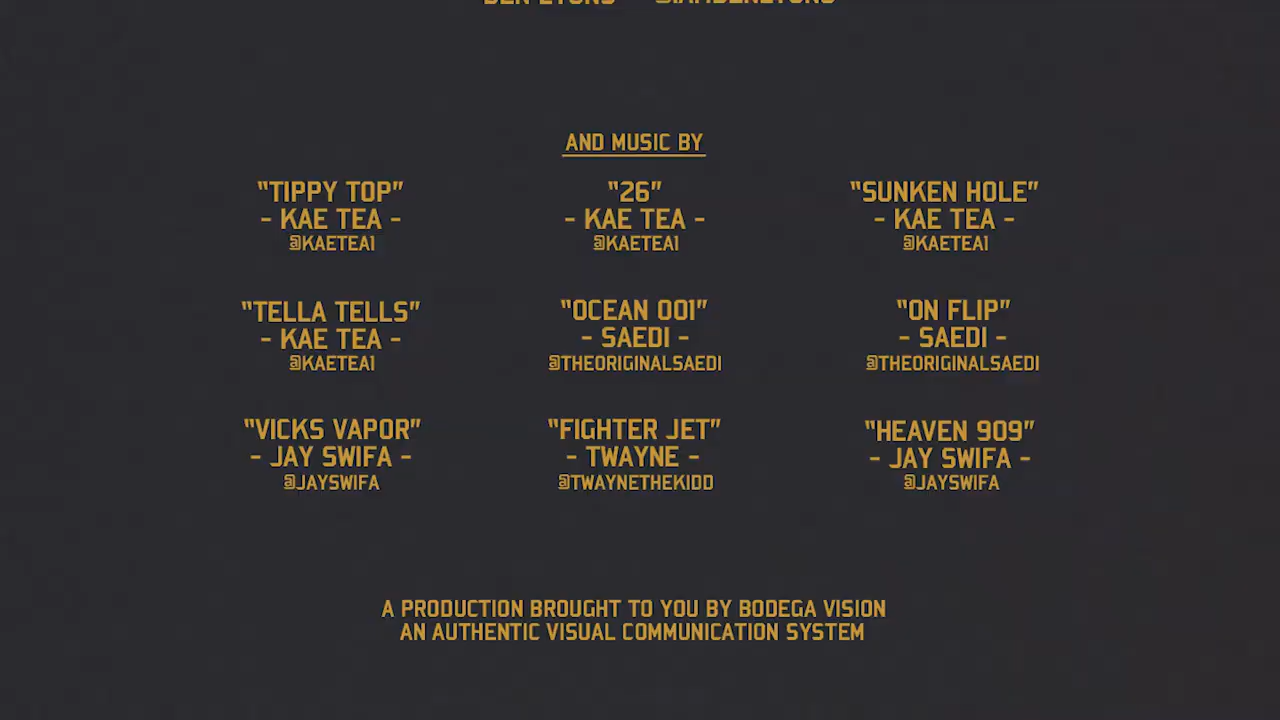 AND MUSIC BY
"TIPPY TOP" "26" "SUNKEN HOLE"
- KAE TEA - - KAE TEA - - KAE TEA -
@KAETEA1 @KAETEA1 @KAETEA1
"TELLA TELLS" "OCEAN 001" "ON FLIP"
- KAE TEA - - SAEDI - - SAEDI -
@KAETEA1 @THEORIGINALSAEDI @THEORIGINALSAEDI
"VICKS VAPOR" "FIGHTER JET" "HEAVEN 909"
- JAY SWIFA - - TWAYNE - - JAY SWIFA -
@JAYSWIFA @TWAYNETHEKIDD @JAYSWIFA
A PRODUCTION BROUGHT TO YOU BY BODEGA VISION
AN AUTHENTIC VISUAL COMMUNICATION SYSTEM